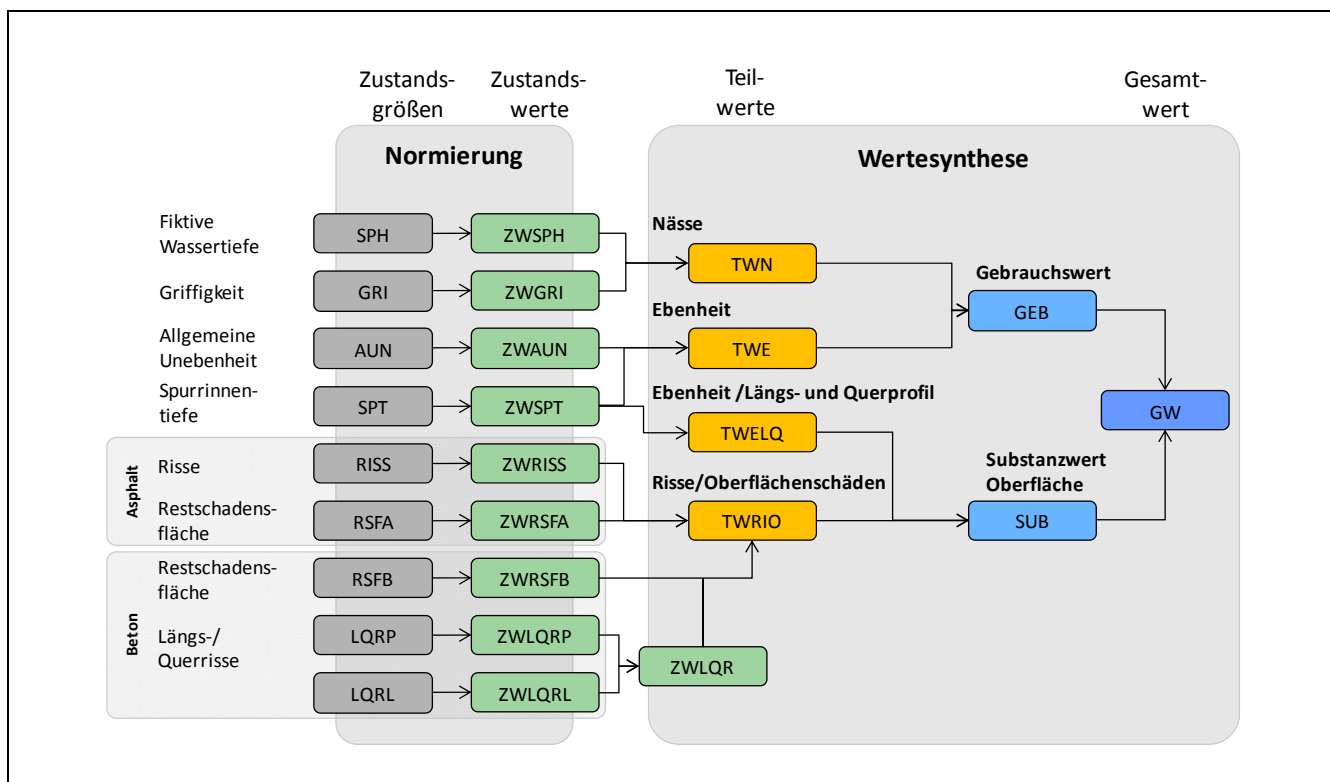 Zustands-
größen
Zustands-
werte
Teil-
werte
Gesamt-
wert
Normierung
Wertesynthese
Fiktive
Wassertiefe
SPH
ZWSPH
Nässe
TWN
Griffigkeit
GRI
ZWGRI
Gebrauchswert
GEB
Allgemeine
Unebenheit
AUN
ZWAUN
Ebenheit
TWE
Spurrinnen-
tiefe
SPT
ZWSPT
Ebenheit /Längs- und Querprofil
TWELQ
GW
Asphalt
Risse
RISS
ZWRISS
Risse/Oberflächenschäden
TWRIO
Substanzwert
Oberfläche
SUB
Restschadens-
fläche
RSFA
ZWRSFA
Beton
Restschadens-
fläche
RSFB
ZWRSFB
Längs-/
Querrisse
LQRP
ZWLQRP
ZWLQR
LQRL
ZWLQRL